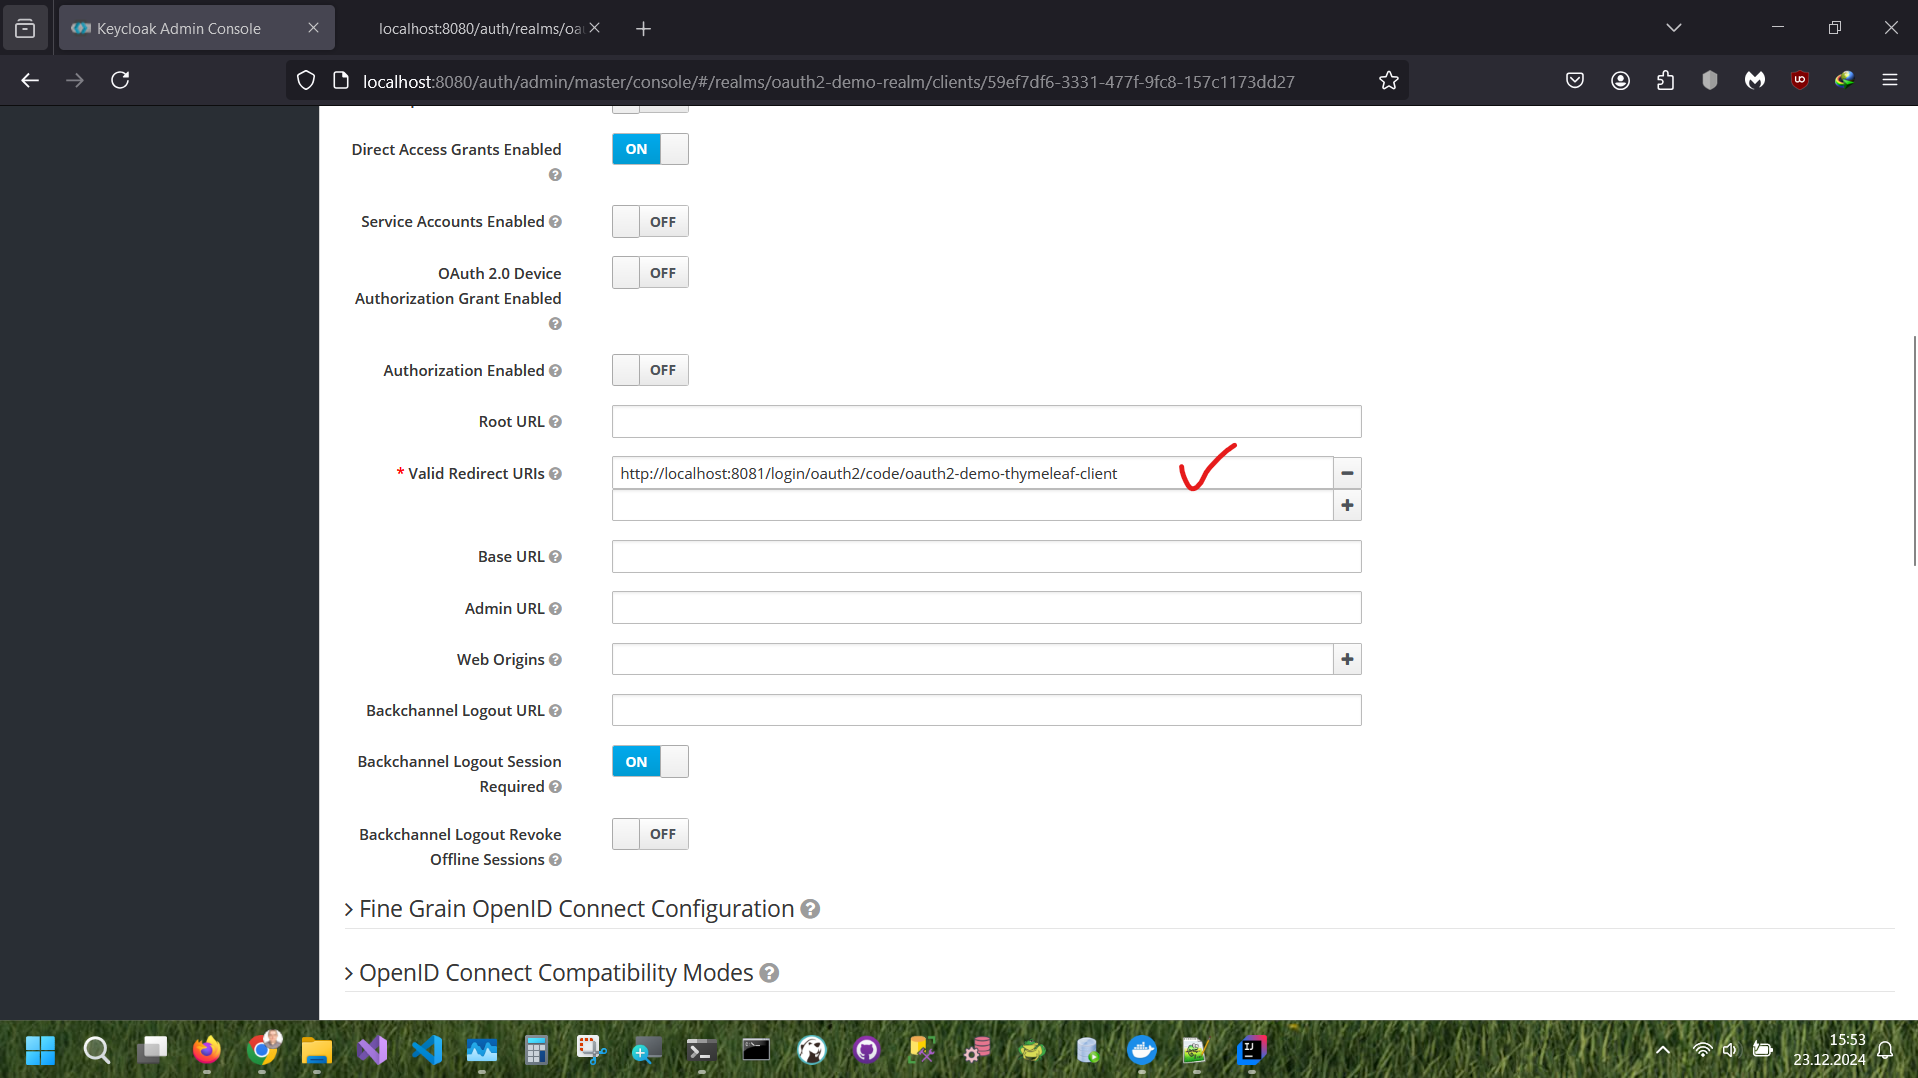 Keycloak Admin Console
localhost:8080/auth/realms/oau
localhost:8080/auth/admin/master/console/#/realms/oauth2-demo-realm/clients/59ef7df6-3331-477f-9fc8-157c1173dd27
Direct Access Grants Enabled
ON
Service Accounts Enabled
OFF
OAuth 2.0 Device
Authorization Grant Enabled
OFF
Authorization Enabled
OFF
Root URL
* Valid Redirect URIs
http://localhost:8081/login/oauth2/code/oauth2-demo-thymeleaf-client
Base URL
Admin URL
Web Origins
Backchannel Logout URL
Backchannel Logout Session
Required
ON
Backchannel Logout Revoke
Offline Sessions
OFF
Fine Grain OpenID Connect Configuration
OpenID Connect Compatibility Modes
15:53
23.12.2024